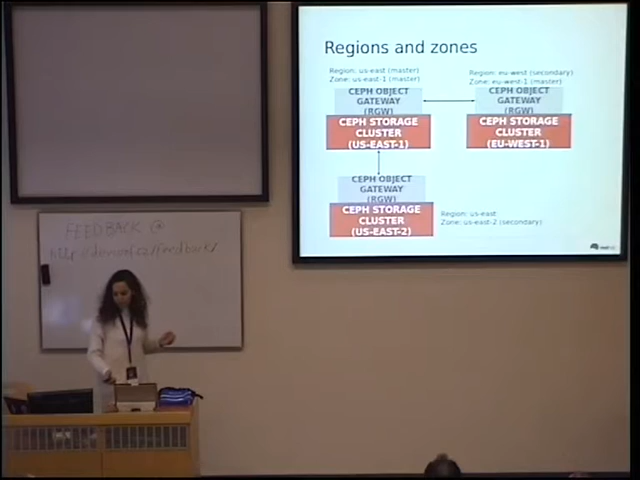 Regions and zones
Region: us-east (master)
Zone: us-east-1 (master)
CEPH OBJECT
GATEWAY
(RGW)
CEPH STORAGE
CLUSTER
(US-EAST-1)
Region: eu-west (secondary)
Zone: eu-west-1 (master)
CEPH OBJECT
GATEWAY
(RGW)
CEPH STORAGE
CLUSTER
(EU-WEST-1)
CEPH OBJECT
GATEWAY
(RGW)
CEPH STORAGE
CLUSTER
(US-EAST-2)
Region: us-east
Zone: us-east-2 (secondary)
FEEDBACK @